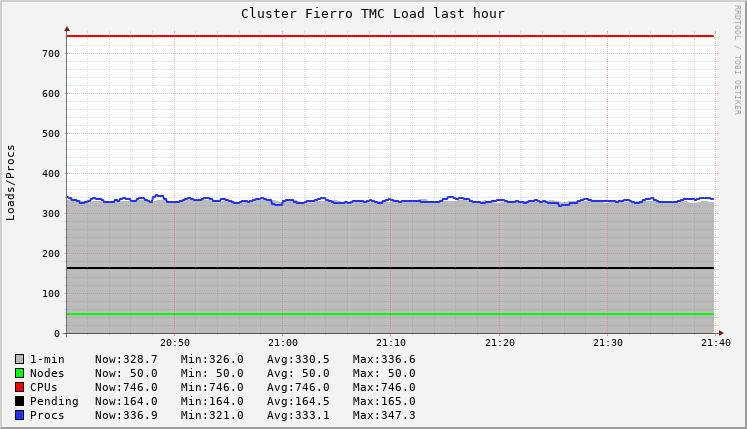 Cluster Fierro TMC Load last hour
RRDTOOL / TOBI OETIKER
Loads/Procs
700
600
500
400
300
200
100
0
20:50 21:00 21:10 21:20 21:30 21:40
1-min Now:328.7 Min:326.0 Avg:330.5 Max:336.6
Nodes Now: 50.0 Min: 50.0 Avg: 50.0 Max: 50.0
CPUs Now:746.0 Min:746.0 Avg:746.0 Max:746.0
Pending Now:164.0 Min:164.0 Avg:164.5 Max:165.0
Procs Now:336.9 Min:321.0 Avg:333.1 Max:347.3